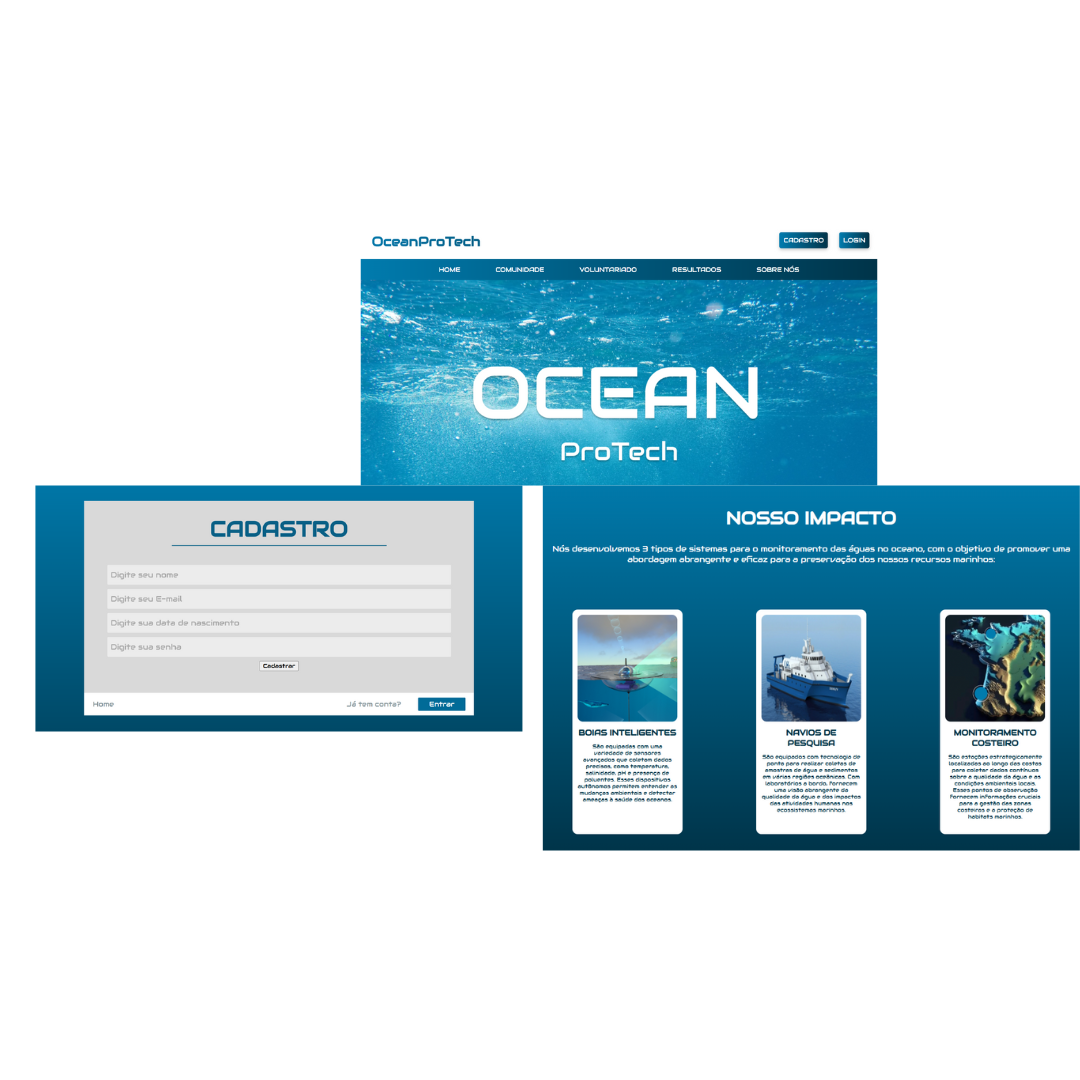 OceanProTech
CADASTRO LOGIN
HOME COMUNIDADE VOLUNTARIADO RESULTADOS SOBRE NÓS
OCEAN
ProTech
CADASTRO
Digite seu nome
Digite seu E-mail
Digite sua data de nascimento
Digite sua senha
Cadastrar
Home Já tem conta? Entrar
NOSSO IMPACTO
Nós desenvolvemos 3 tipos de sistemas para o monitoramento das águas no oceano, com o objetivo de promover uma
abordagem abrangente e eficaz para a preservação dos nossos recursos marinhos:
BOIAS INTELIGENTES
São equipadas com uma
variedade de sensores
avançados que coletam dados
precisos, como temperatura,
salinidade, pH e presença de
poluentes. Esses dispositivos
autônomos permitem entender as
mudanças ambientais e detectar
ameaças à saúde dos oceanos.
NAVIOS DE
PESQUISA
São equipados com tecnologia de
ponta para realizar coletas de
amostras de água e sedimentos
em várias regiões oceânicas. Com
laboratórios a bordo, fornecem
uma visão abrangente da
qualidade da água e dos impactos
das atividades humanas nos
ecossistemas marinhos.
MONITORAMENTO
COSTEIRO
São estações estrategicamente
localizadas ao longo das costas
para coletar dados contínuos
sobre a qualidade da água e as
condições ambientais locais.
Esses pontos de observação
fornecem informações cruciais
para a gestão das zonas
costeiras e a proteção de
habitats marinhos.